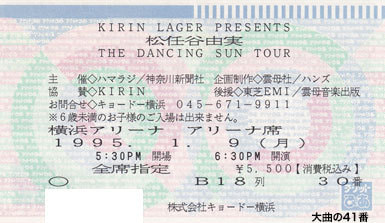 KIRIN LAGER PRESENTS
松任谷由実
THE DANCING SUN TOUR
主 催◇ハマラジ/神奈川新聞社 企画制作◇雲母社/ハンズ
協 賛◇KIRIN 後援◇東芝EMI/雲母音楽出版
お問合せ◇キョードー横浜 045-671-9911
※6歳未満のお子様のご入場は出来ません。
横浜アリーナ アリーナ席
1995. 1. 9 (月)
5:30PM 開場 6:30PM 開演
全席指定 ¥5,500【消費税込み】
B18列 30番
株式会社キョードー横浜
大曲の41番